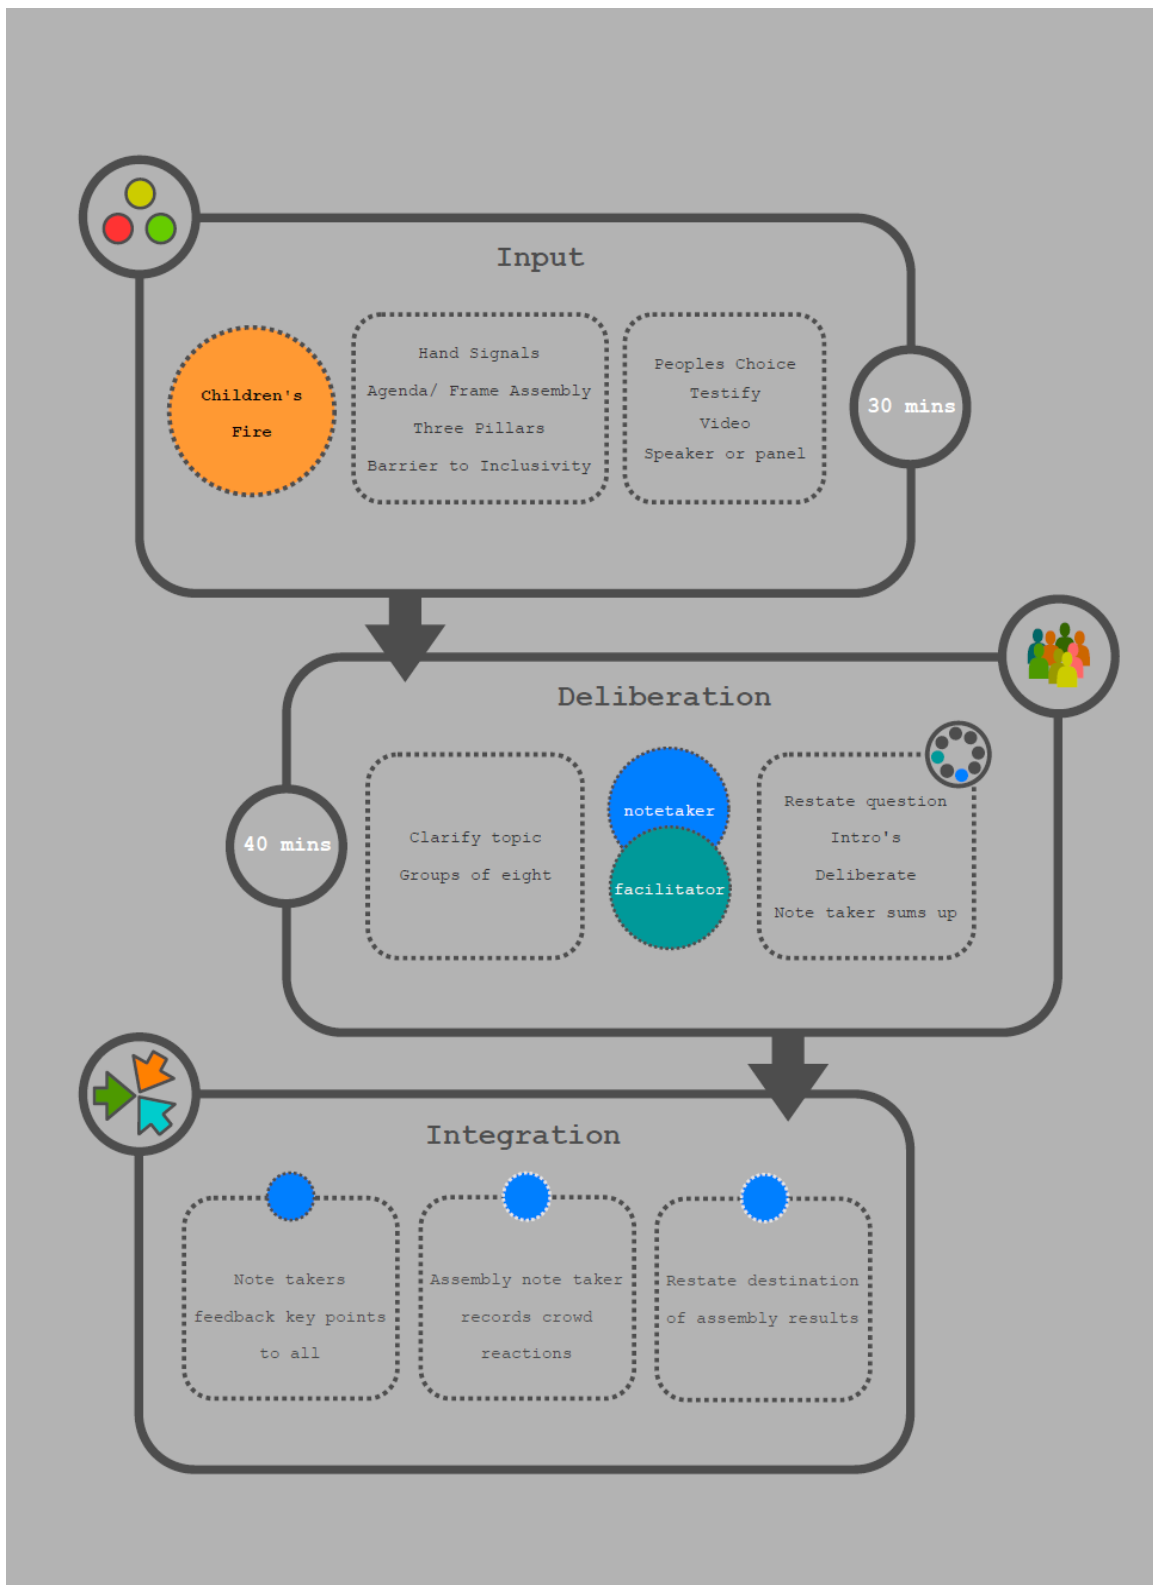 Input
Children's
Fire
Hand Signals
Agenda/ Frame Assembly
Three Pillars
Barrier to Inclusivity
Peoples Choice
Testify
Video
Speaker or panel
30 mins
Deliberation
40 mins
Clarify topic
Groups of eight
notetaker
facilitator
Restate question
Intro's
Deliberate
Note taker sums up
Integration
Note takers
feedback key points
to all
Assembly note taker
records crowd
reactions
Restate destination
of assembly results